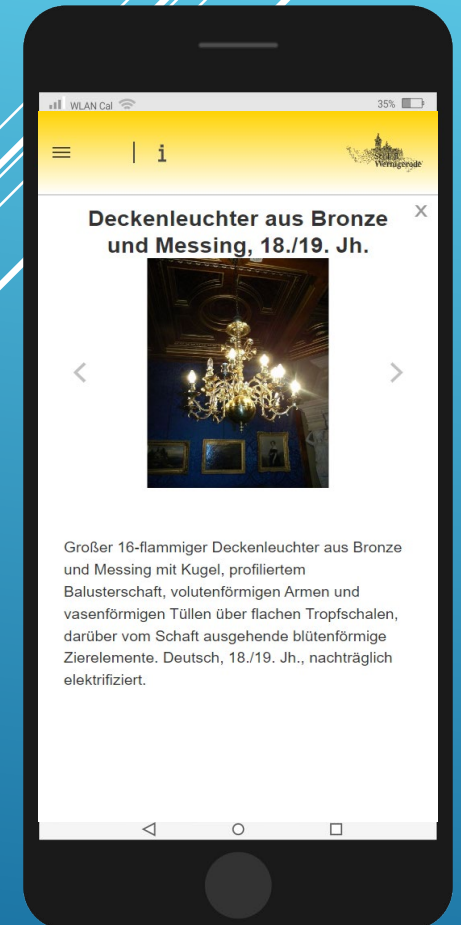 WLAN Cal 35%
i
Schloß
Wernigerode
X
Deckenleuchter aus Bronze
und Messing, 18./19. Jh.
Großer 16-flammiger Deckenleuchter aus Bronze
und Messing mit Kugel, profiliertem
Balusterschaft, volutenförmigen Armen und
vasenförmigen Tüllen über flachen Tropfschalen,
darüber vom Schaft ausgehende blütenförmige
Zierelemente. Deutsch, 18./19. Jh., nachträglich
elektrifiziert.